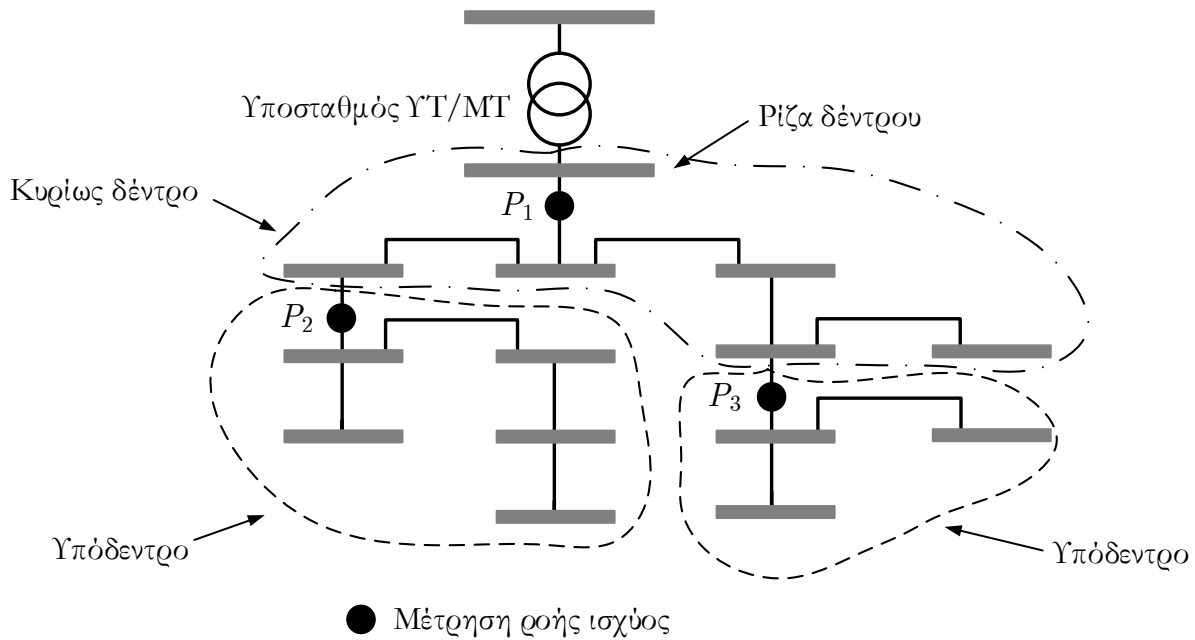 Υποσταθμός ΥΤ/ΜΤ
Ρίζα δέντρου
Κυρίως δέντρο
P1
P2
P3
Υπόδεντρο
Υπόδεντρο
Μέτρηση ροής ισχύος